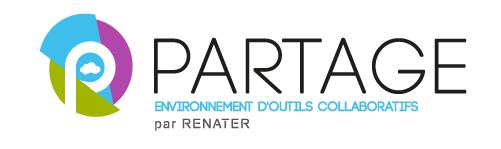 PARTAGE
ENVIRONNEMENT D'OUTILS COLLABORATIFS
par RENATER